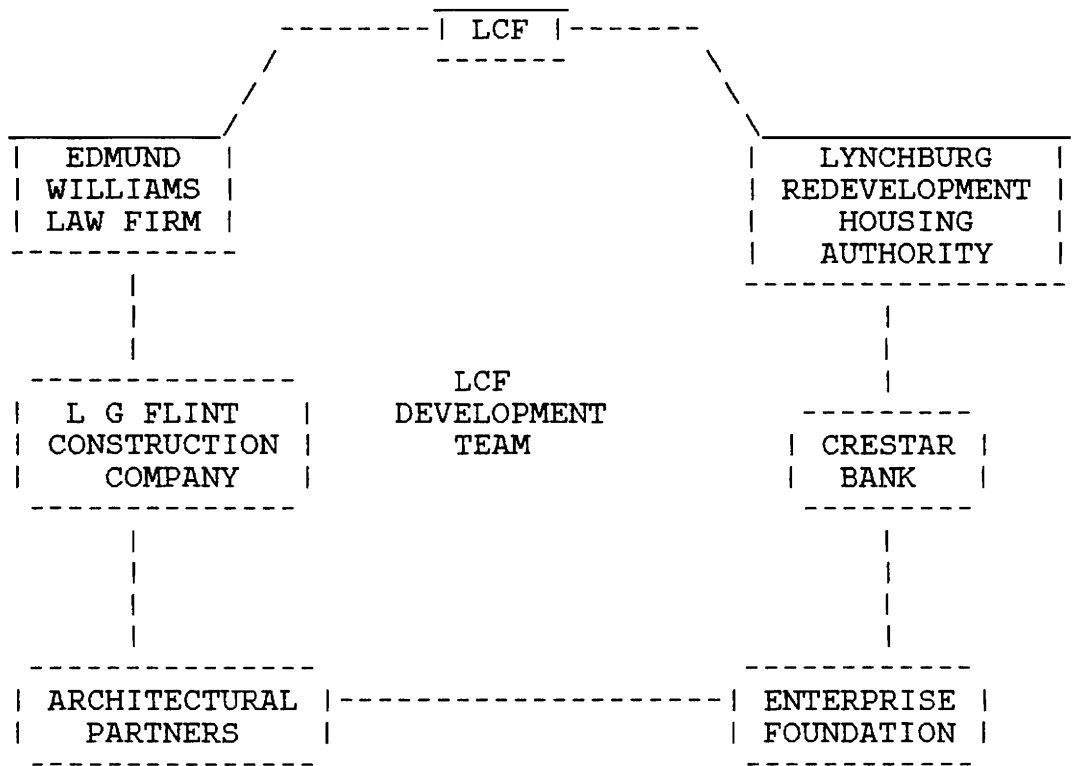 LCF
EDMUND
WILLIAMS
LAW FIRM
LYNCHBURG
REDEVELOPMENT
HOUSING
AUTHORITY
L G FLINT
CONSTRUCTION
COMPANY
LCF
DEVELOPMENT
TEAM
CRESTAR
BANK
ARCHITECTURAL
PARTNERS
ENTERPRISE
FOUNDATION